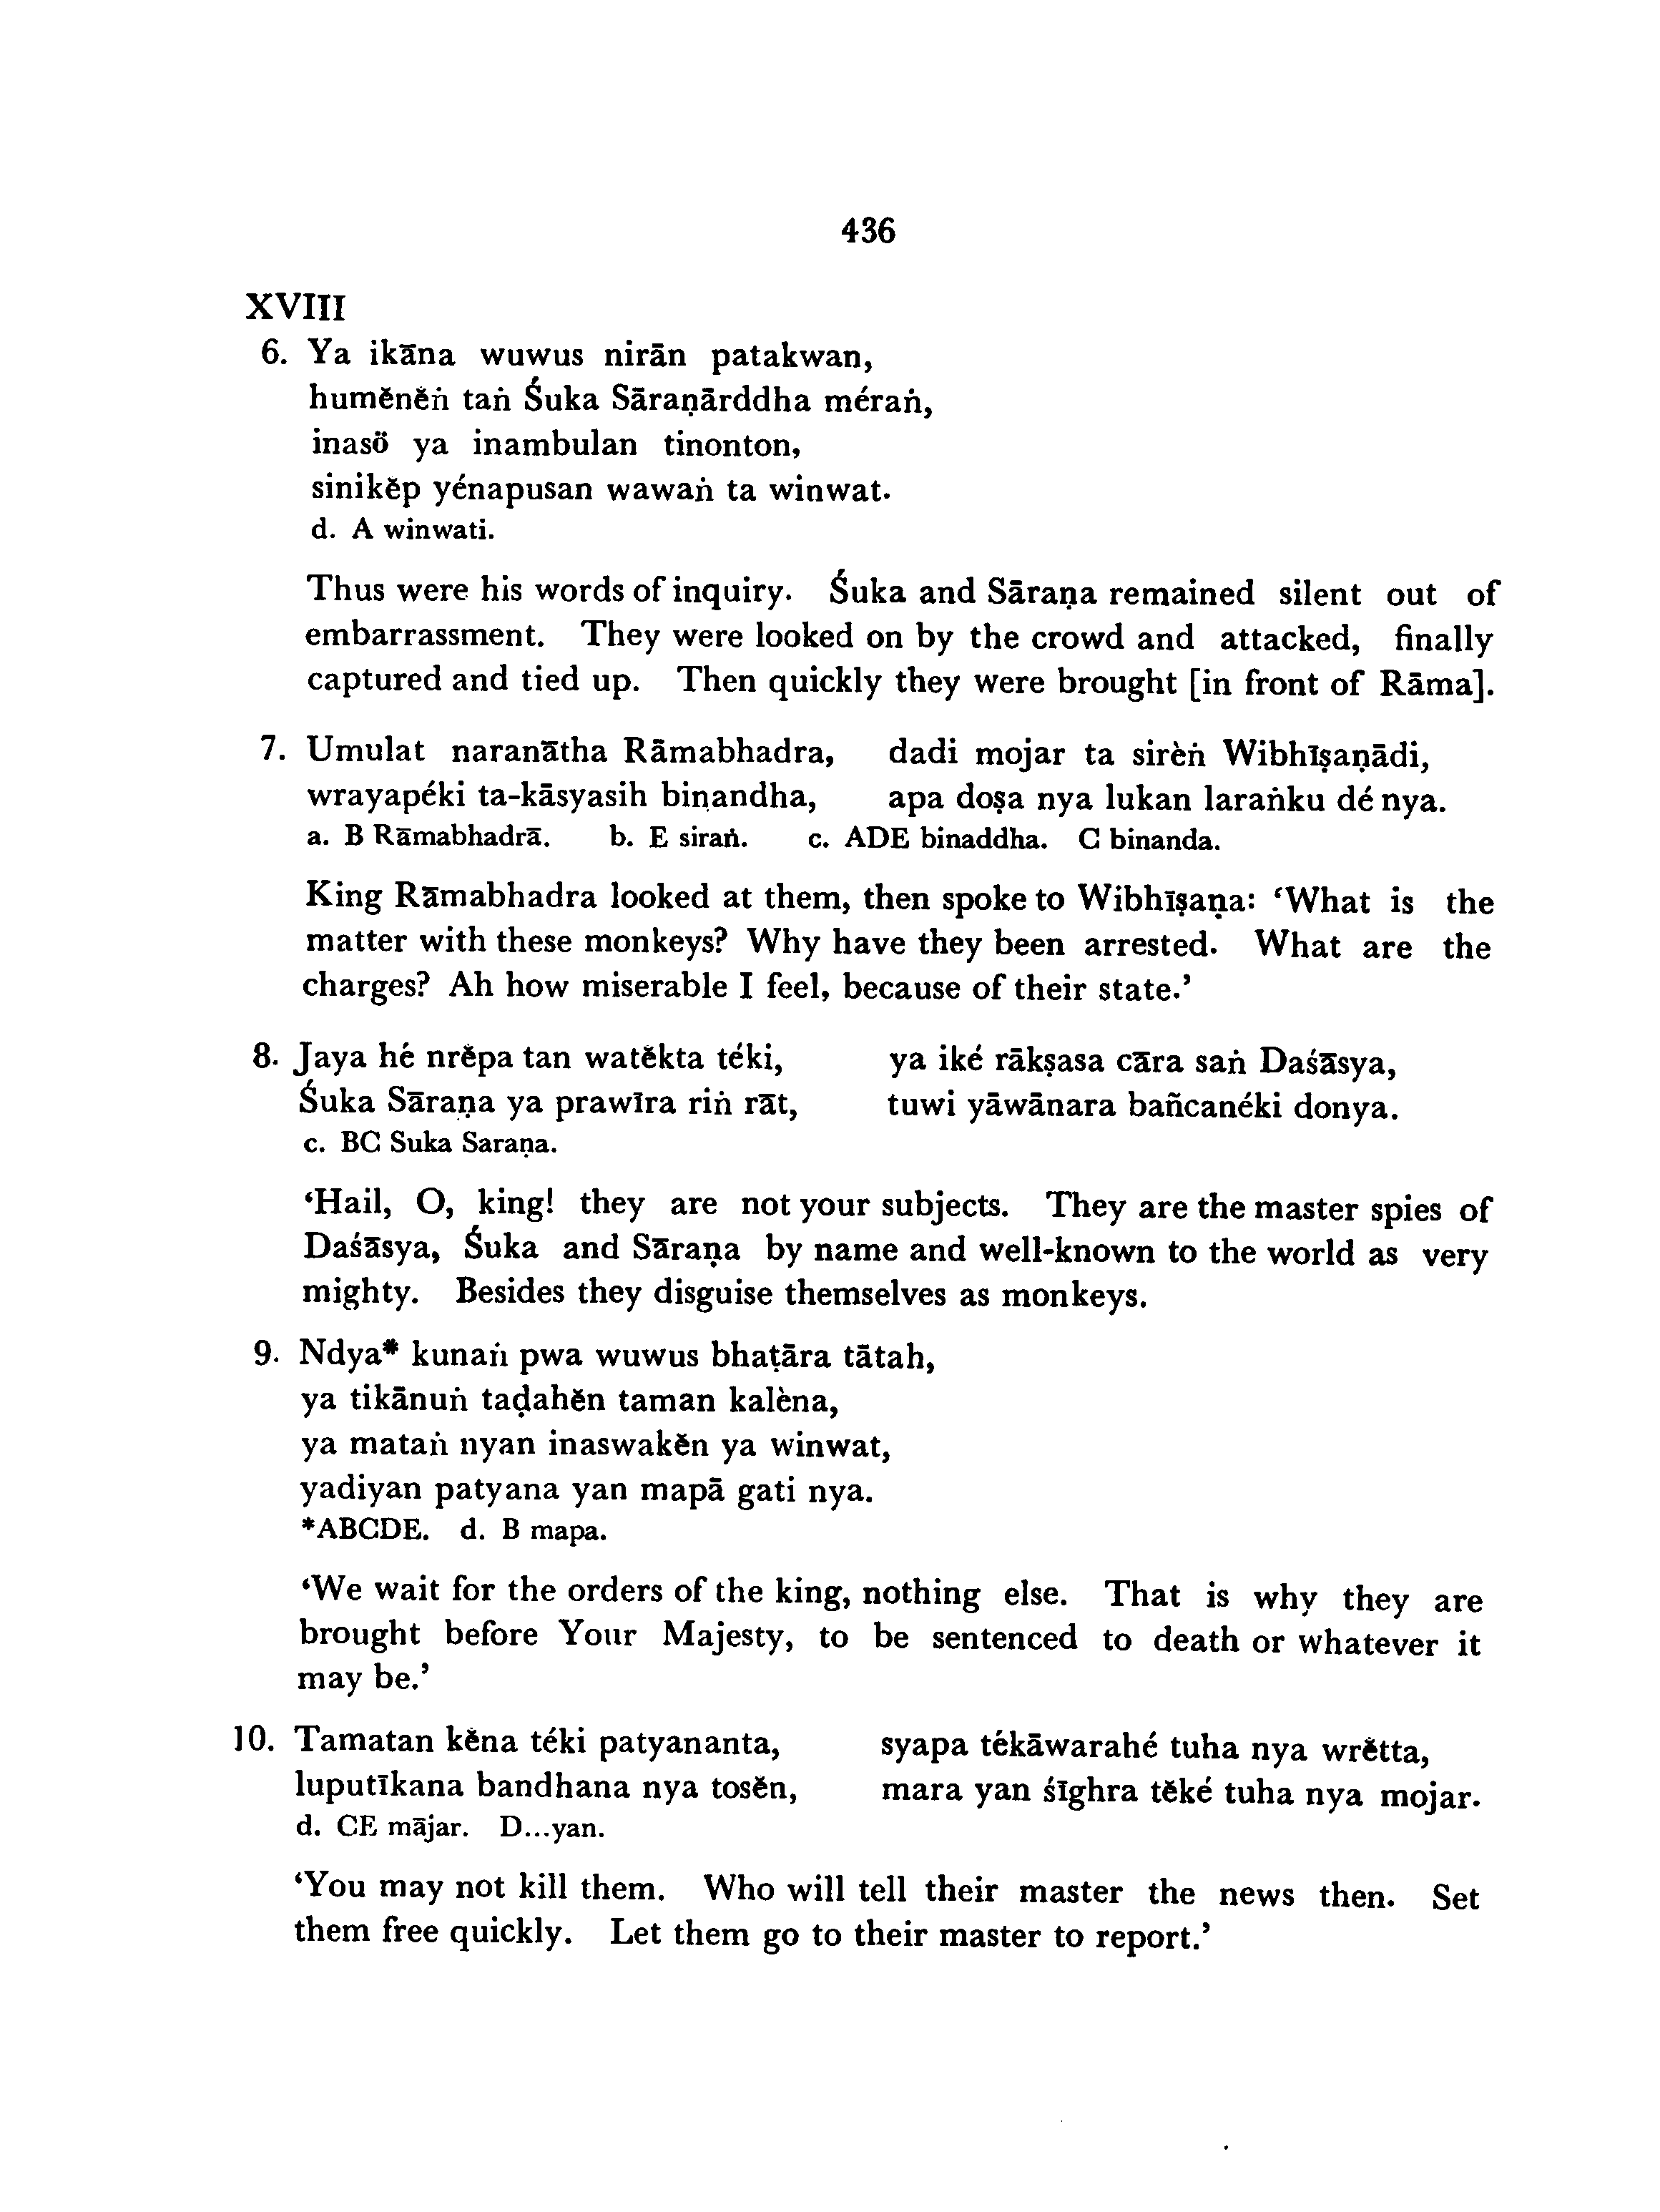 436
XVIII
6. Ya ikāna wuwus nirān patakwan,
humĕnĕṅ taṅ Śuka Sāraṇārddha méraṅ,
inasö ya inambulan tinonton,
sinikĕp yénapusan wawaṅ ta winwat.
d. A winwati.
Thus were his words of inquiry. Śuka and Sāraṇa remained silent out of
embarrassment. They were looked on by the crowd and attacked, finally
captured and tied up. Then quickly they were brought [in front of Rāma].
7. Umulat naranātha Rāmabhadra, dadi mojar ta sirèṅ Wibhīṣaṇādi,
wrayapéki ta-kāsyasih biṇandha, apa doṣa nya lukan laraṅku dé nya.
a. B Rāmabhadrā. b. E siraṅ. c. ADE binaddha. C binanda.
King Rāmabhadra looked at them, then spoke to Wibhīṣaṇa: ‘What is the
matter with these monkeys? Why have they been arrested. What are the
charges? Ah how miserable I feel, because of their state.’
8. Jaya hé nrĕpa tan watĕkta téki, ya iké rākṣasa cāra saṅ Daśāsya,
Śuka Sāraṇa ya prawīra riṅ rāt, tuwi yāwānara bañcanéki donya.
c. BC Suka Saraṇa.
‘Hail, O, king! they are not your subjects. They are the master spies of
Daśāsya, Śuka and Sāraṇa by name and well-known to the world as very
mighty. Besides they disguise themselves as monkeys.
9. Ndya* kunaṅ pwa wuwus bhaṭāra tātah,
ya tikānuṅ taḍahĕn taman kalèna,
ya mataṅ nyan inaswakĕn ya winwat,
yadiyan patyana yan mapā gati nya.
*ABCDE. d. B mapa.
‘We wait for the orders of the king, nothing else. That is why they are
brought before Your Majesty, to be sentenced to death or whatever it
may be.’
10. Tamatan kĕna téki patyananta, syapa tékāwarahé tuha nya wrĕtta,
luputīkana bandhana nya tosĕn, mara yan śīghra tĕké tuha nya mojar.
d. CE mājar. D...yan.
‘You may not kill them. Who will tell their master the news then. Set
them free quickly. Let them go to their master to report.’